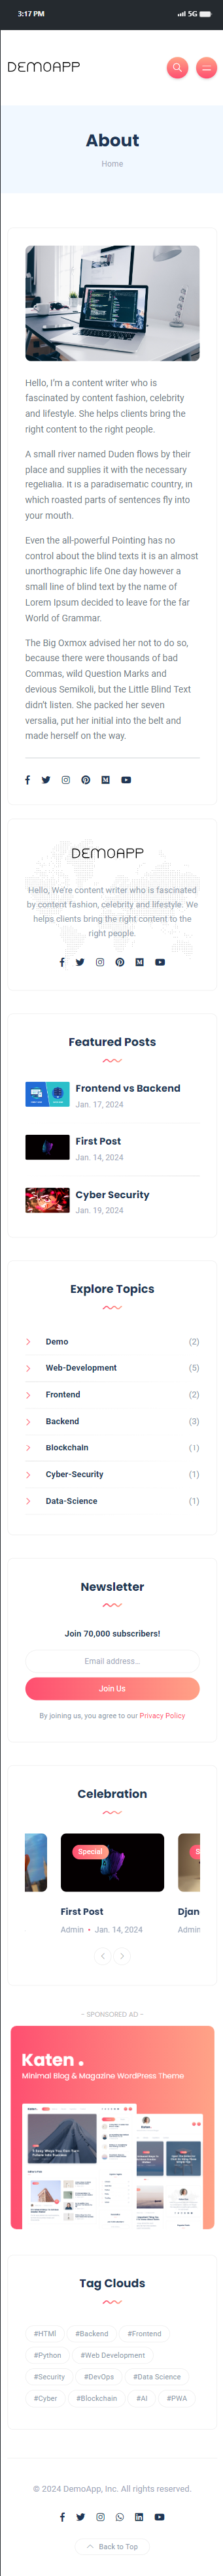 3:17 PM
5G
DEMOAPP
About
Home
Hello, I'm a content writer who is
fascinated by content fashion, celebrity
and lifestyle. She helps clients bring the
right content to the right people.
A small river named Duden flows by their
place and supplies it with the necessary
regelialia. It is a paradisematic country, in
which roasted parts of sentences fly into
your mouth.
Even the all-powerful Pointing has no
control about the blind texts it is an almost
unorthographic life One day however a
small line of blind text by the name of
Lorem Ipsum decided to leave for the far
World of Grammar.
The Big Oxmox advised her not to do so,
because there were thousands of bad
Commas, wild Question Marks and
devious Semikoli, but the Little Blind Text
didn't listen. She packed her seven
versalia, put her initial into the belt and
made herself on the way.
DEMOAPP
Hello, We're content writer who is fascinated
by content fashion, celebrity and lifestyle. We
helps clients bring the right content to the
right people.
Featured Posts
Frontend vs Backend
Jan. 17, 2024
First Post
Jan. 14, 2024
Cyber Security
Jan. 19, 2024
Explore Topics
Demo (2)
Web-Development (5)
Frontend (2)
Backend (3)
Blockchain (1)
Cyber-Security (1)
Data-Science (1)
Newsletter
Join 70,000 subscribers!
Email address...
Join Us
By joining us, you agree to our Privacy Policy
Celebration
Special
S
First Post
Djan
Admin • Jan. 14, 2024
Admin
- SPONSORED AD -
Katen .
Minimal Blog & Magazine WordPress Theme
Tag Clouds
#HTMl #Backend #Frontend
#Python #Web Development
#Security #DevOps #Data Science
#Cyber #Blockchain #AI #PWA
© 2024 DemoApp, Inc. All rights reserved.
Back to Top